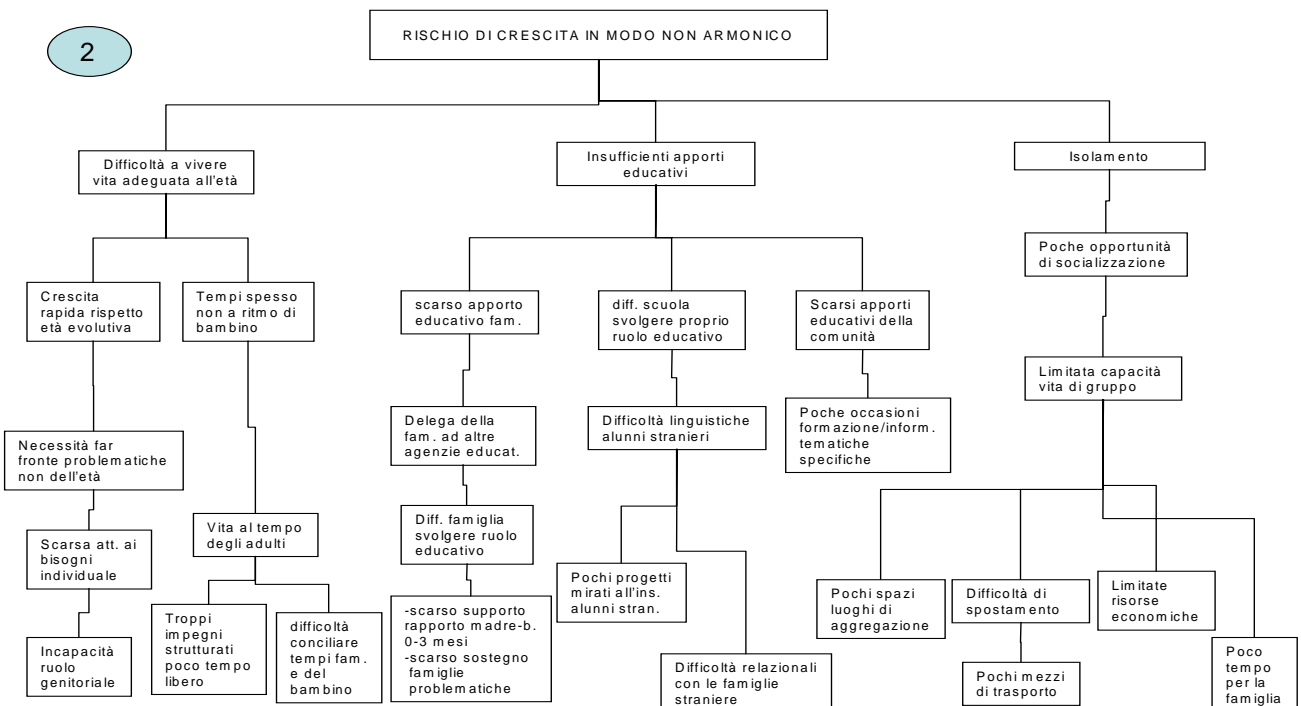 2
RISCHIO DI CRESCITA IN MODO NON ARMONICO
Difficoltà a vivere
vita adeguata all'età
Insufficienti apporti
educativi
Isolamento
Poche opportunità
di socializzazione
Crescita
rapida rispetto
età evolutiva
Tempi spesso
non a ritmo di
bambino
scarso apporto
educativo fam.
diff. scuola
svolgere proprio
ruolo educativo
Scarsi apporti
educativi della
comunità
Limitata capacità
vita di gruppo
Necessità far
fronte problematiche
non dell'età
Delega della
fam. ad altre
agenzie educat.
Difficoltà linguistiche
alunni stranieri
Poche occasioni
formazione/inform.
tematiche
specifiche
Scarsa att. ai
bisogni
individuale
Vita al tempo
degli adulti
Diff. famiglia
svolgere ruolo
educativo
Pochi progetti
mirati all'ins.
alunni stran.
Pochi spazi
luoghi di
aggregazione
Difficoltà di
spostamento
Limitate
risorse
economiche
Incapacità
ruolo
genitoriale
Troppi
impegni
strutturati
poco tempo
libero
difficoltà
conciliare
tempi fam.
e del
bambino
-scarso supporto
rapporto madre-b.
0-3 mesi
-scarso sostegno
famiglie
problematiche
Difficoltà relazionali
con le famiglie
straniere
Pochi mezzi
di trasporto
Poco
tempo
per la
famiglia